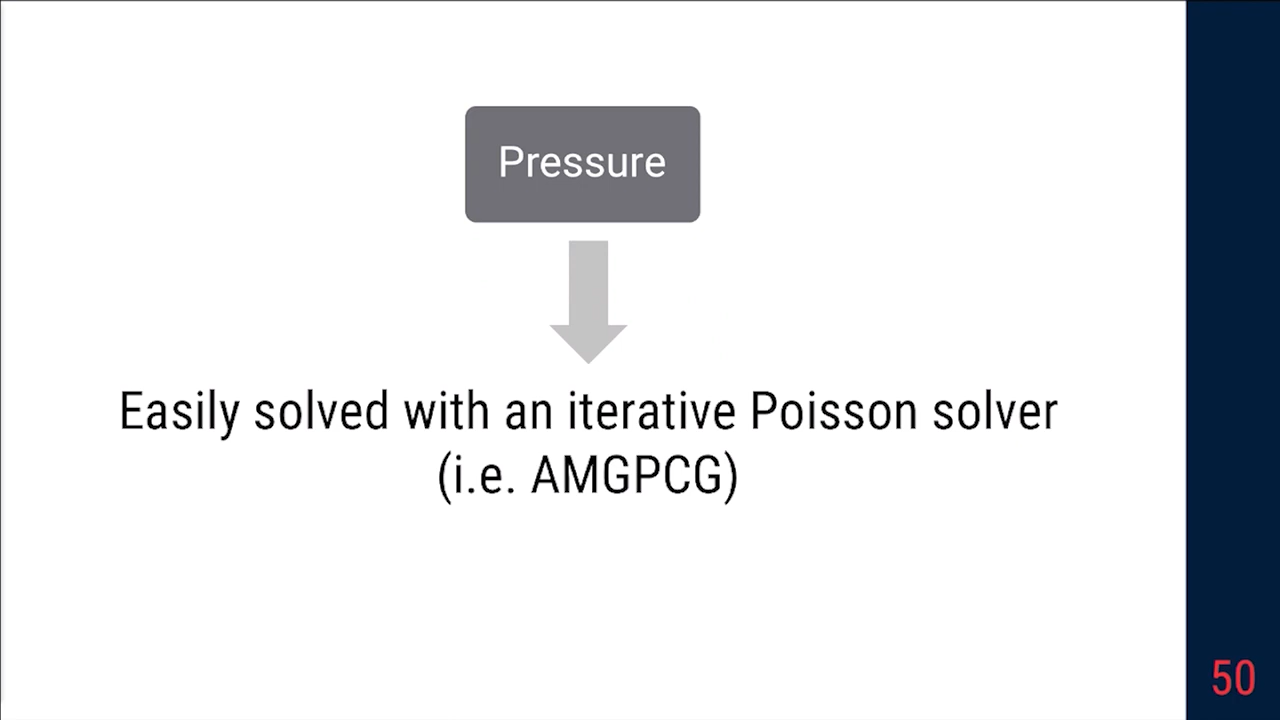 Pressure
Easily solved with an iterative Poisson solver
(i.e. AMGPCG)
50